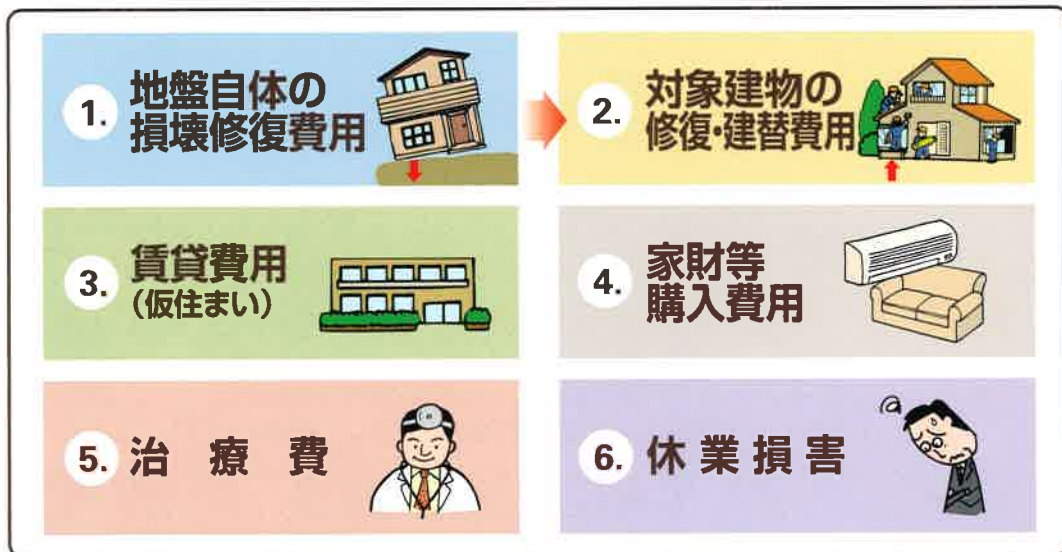 1. 地盤自体の
損壊修復費用
2. 対象建物の
修復・建替費用
3. 賃貸費用
(仮住まい)
4. 家財等
購入費用
5. 治療費
6. 休業損害